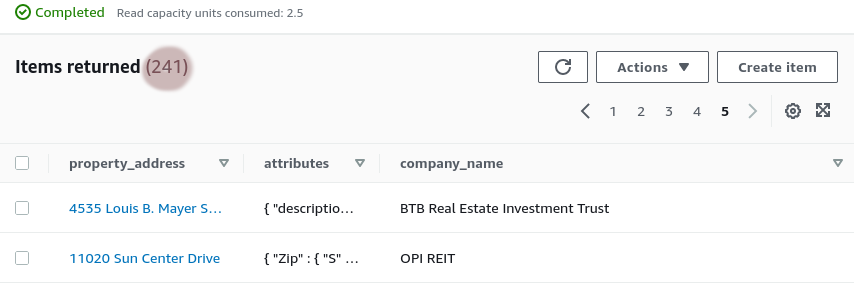 Completed Read capacity units consumed: 2.5
Items returned (241) Actions Create item
1 2 3 4 5
property_address attributes company_name
4535 Louis B. Mayer S... { "descriptio... BTB Real Estate Investment Trust
11020 Sun Center Drive { "Zip" : { "S" ... OPI REIT